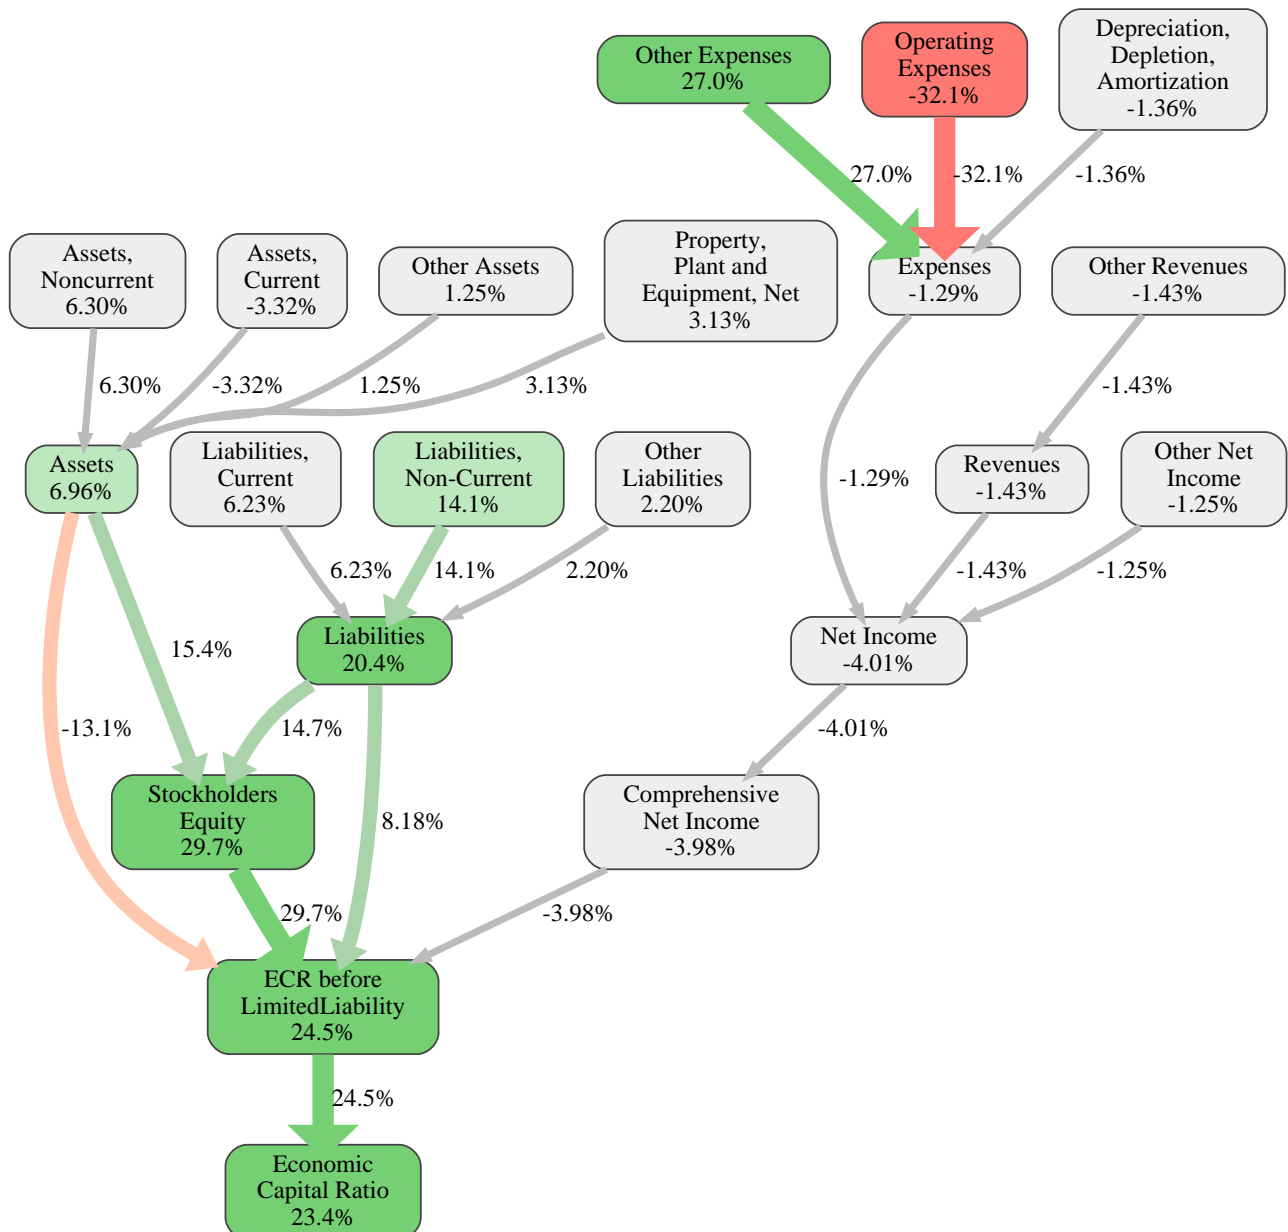 Other Expenses
27.0%
Operating
Expenses
-32.1%
Depreciation,
Depletion,
Amortization
-1.36%
27.0%
-32.1%
-1.36%
Assets,
Noncurrent
6.30%
Assets,
Current
-3.32%
Other Assets
1.25%
Property,
Plant and
Equipment, Net
3.13%
Expenses
-1.29%
Other Revenues
-1.43%
6.30%
-3.32%
1.25%
3.13%
-1.43%
Assets
6.96%
Liabilities,
Current
6.23%
Liabilities,
Non-Current
14.1%
Other
Liabilities
2.20%
-1.29%
Revenues
-1.43%
Other Net
Income
-1.25%
6.23%
14.1%
2.20%
-1.43%
-1.25%
15.4%
Liabilities
20.4%
Net Income
-4.01%
-13.1%
14.7%
-4.01%
Stockholders
Equity
29.7%
8.18%
Comprehensive
Net Income
-3.98%
29.7%
-3.98%
ECR before
LimitedLiability
24.5%
24.5%
Economic
Capital Ratio
23.4%